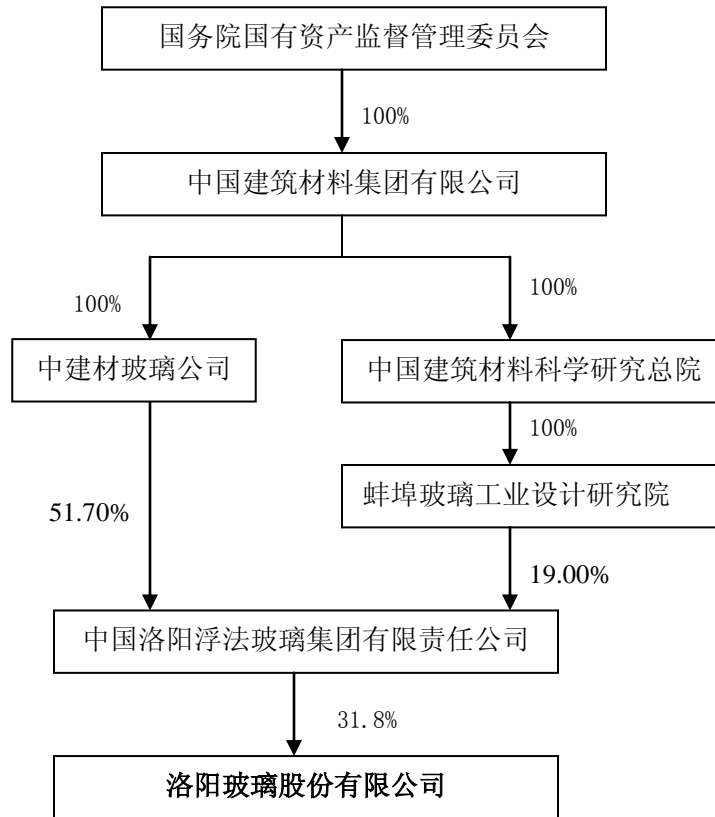 国务院国有资产监督管理委员会
100%
中国建筑材料集团有限公司
100%
100%
中建材玻璃公司
中国建筑材料科学研究总院
100%
蚌埠玻璃工业设计研究院
51.70%
19.00%
中国洛阳浮法玻璃集团有限责任公司
31.8%
洛阳玻璃股份有限公司